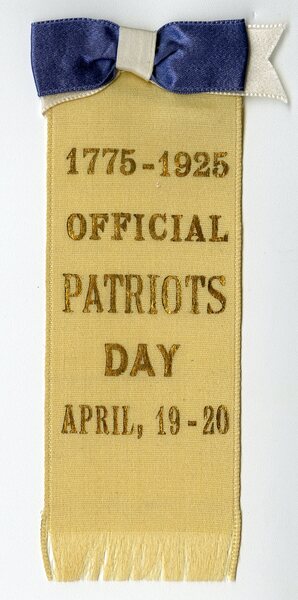 1775-1925
OFFICIAL
PATRIOTS
DAY
APRIL, 19-20